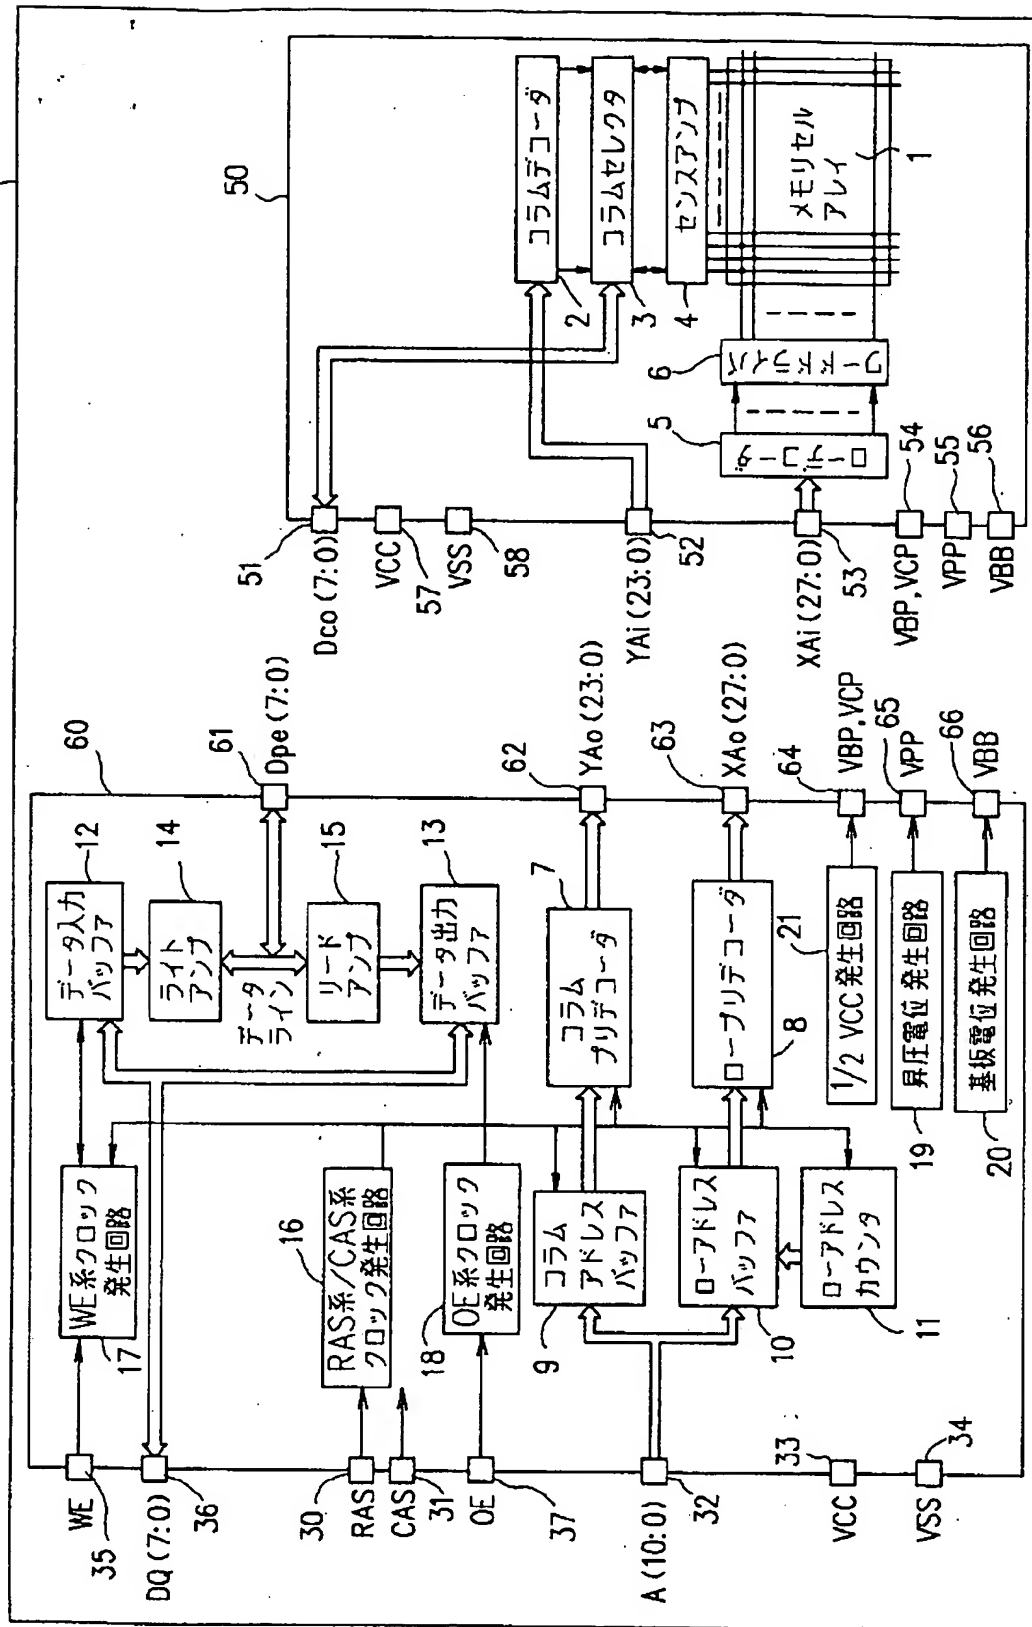 60
WE
35
WE系クロック
発生回路
17
データ入力
バッファ
12
DQ(7:0)
36
ライト
アンプ
14
データ
ライン
61
Dpe(7:0)
リード
アンプ
15
データ出力
バッファ
13
30
RAS
RAS系/CAS系
クロック発生回路
16
CAS
31
OE
37
OE系クロック
発生回路
18
A(10:0)
32
コラム
アドレス
バッファ
9
コラム
プリデコーダ
7
62
YAo(23:0)
ローアドレス
バッファ
10
ロープリデコーダ
8
63
XAo(27:0)
ローアドレス
カウンタ
11
VCC
33
VSS
34
1/2 VCC発生回路
21
64
VBP,VCP
昇圧電位発生回路
19
65
VPP
基板電位発生回路
20
66
VBB
50
51
Dco(7:0)
VCC
57
VSS
58
YAi(23:0)
52
XAi(27:0)
53
VBP,VCP
54
VPP
55
VBB
56
コラムデコーダ
2
コラムセレクタ
3
センスアンプ
4
ローデコーダ
5
ワードドライバ
6
メモリセル
アレイ
1